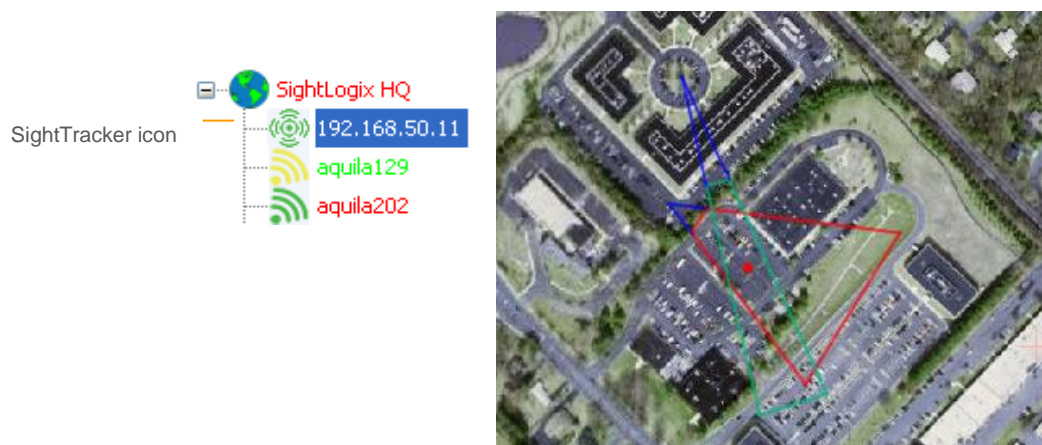 SightLogix HQ
SightTracker icon
192.168.50.11
aquila129
aquila202